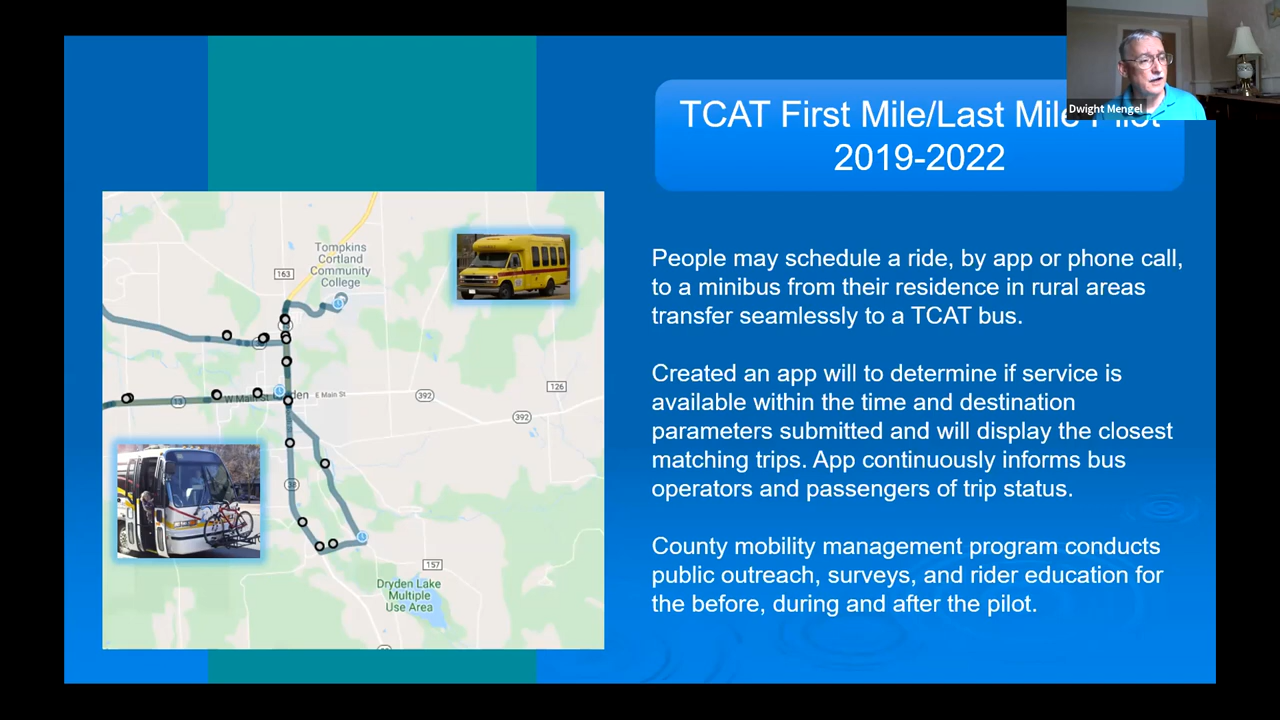 Dwight Mengel
TCAT First Mile/Last Mile Pilot
2019-2022
People may schedule a ride, by app or phone call,
to a minibus from their residence in rural areas
transfer seamlessly to a TCAT bus.
Created an app will to determine if service is
available within the time and destination
parameters submitted and will display the closest
matching trips. App continuously informs bus
operators and passengers of trip status.
County mobility management program conducts
public outreach, surveys, and rider education for
the before, during and after the pilot.
Tompkins
Cortland
Community
College
163
126
392
392
13
W Main St
den
E Main St
38
157
Dryden Lake
Multiple
Use Area